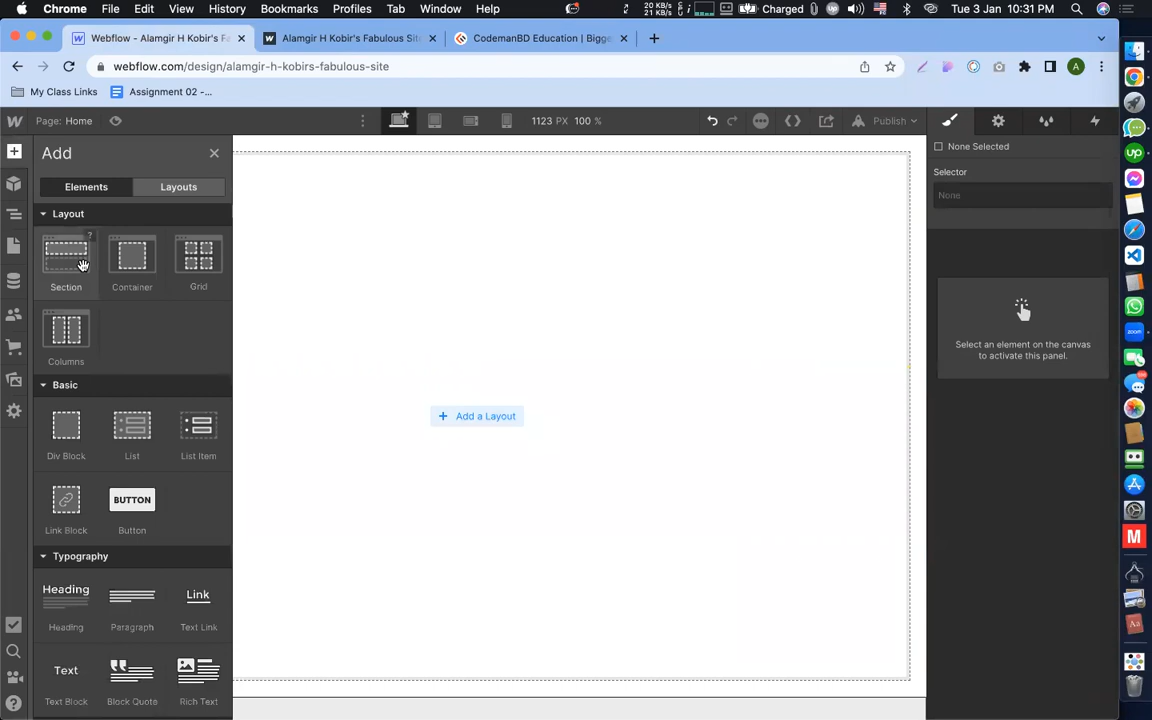 Chrome File Edit View History Bookmarks Profiles Tab Window Help 20 KB/s 21 KB/s Charged Tue 3 Jan 10:31 PM
Webflow - Alamgir H Kobir's Fa
Alamgir H Kobir's Fabulous Sit
CodemanBD Education | Bigge
webflow.com/design/alamgir-h-kobirs-fabulous-site
A
My Class Links
Assignment 02 -...
Page: Home
1123 PX 100 %
Publish
Add
None Selected
Elements
Layouts
Selector
None
Layout
?
Section
Container
Grid
Columns
Select an element on the canvas
to activate this panel.
Basic
Add a Layout
Div Block
List
List Item
BUTTON
Link Block
Button
Typography
Heading
Link
Heading
Paragraph
Text Link
Text
Text Block
Block Quote
Rich Text